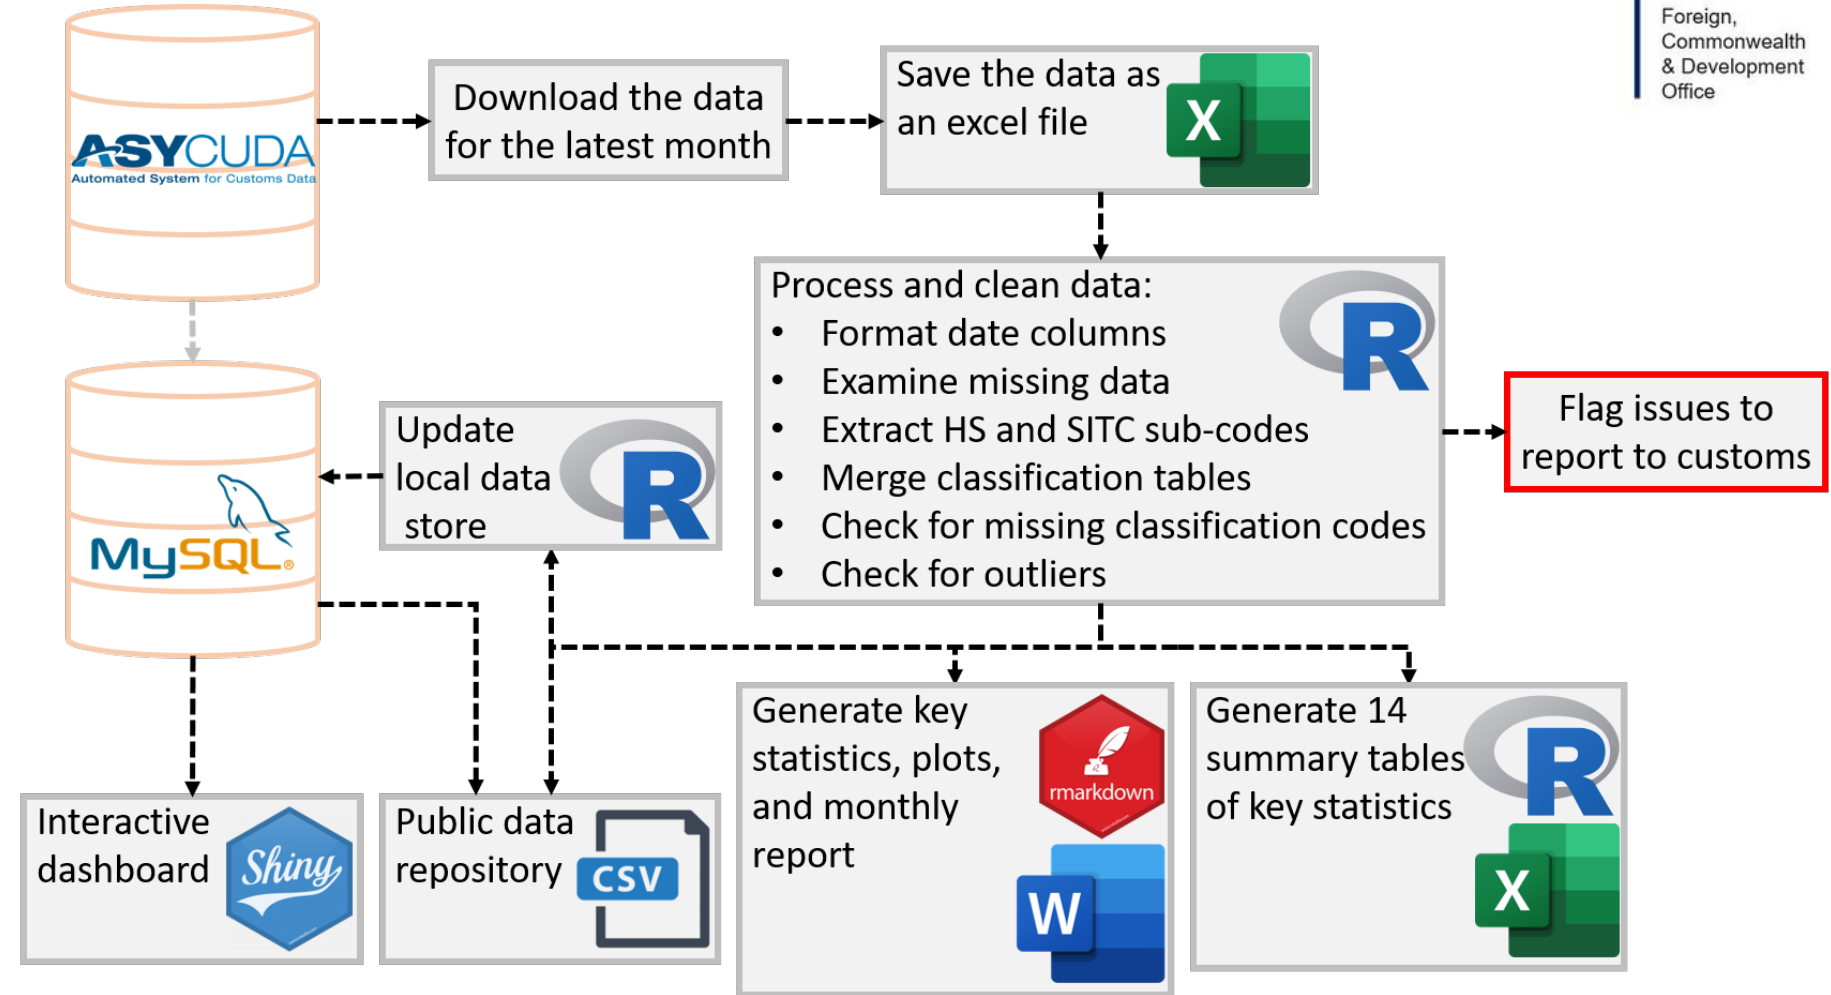 Foreign,
Commonwealth
& Development
Office
ASYCUDA
Automated System for Customs Data
Download the data
for the latest month
Save the data as
an excel file
X
Process and clean data:
• Format date columns
• Examine missing data
• Extract HS and SITC sub-codes
• Merge classification tables
• Check for missing classification codes
• Check for outliers
R
Flag issues to
report to customs
Update
local data
store
R
MySQL®
Interactive
dashboard
Shiny
Public data
repository
CSV
Generate key
statistics, plots,
and monthly
report
rmarkdown
W
Generate 14
summary tables
of key statistics
R
X